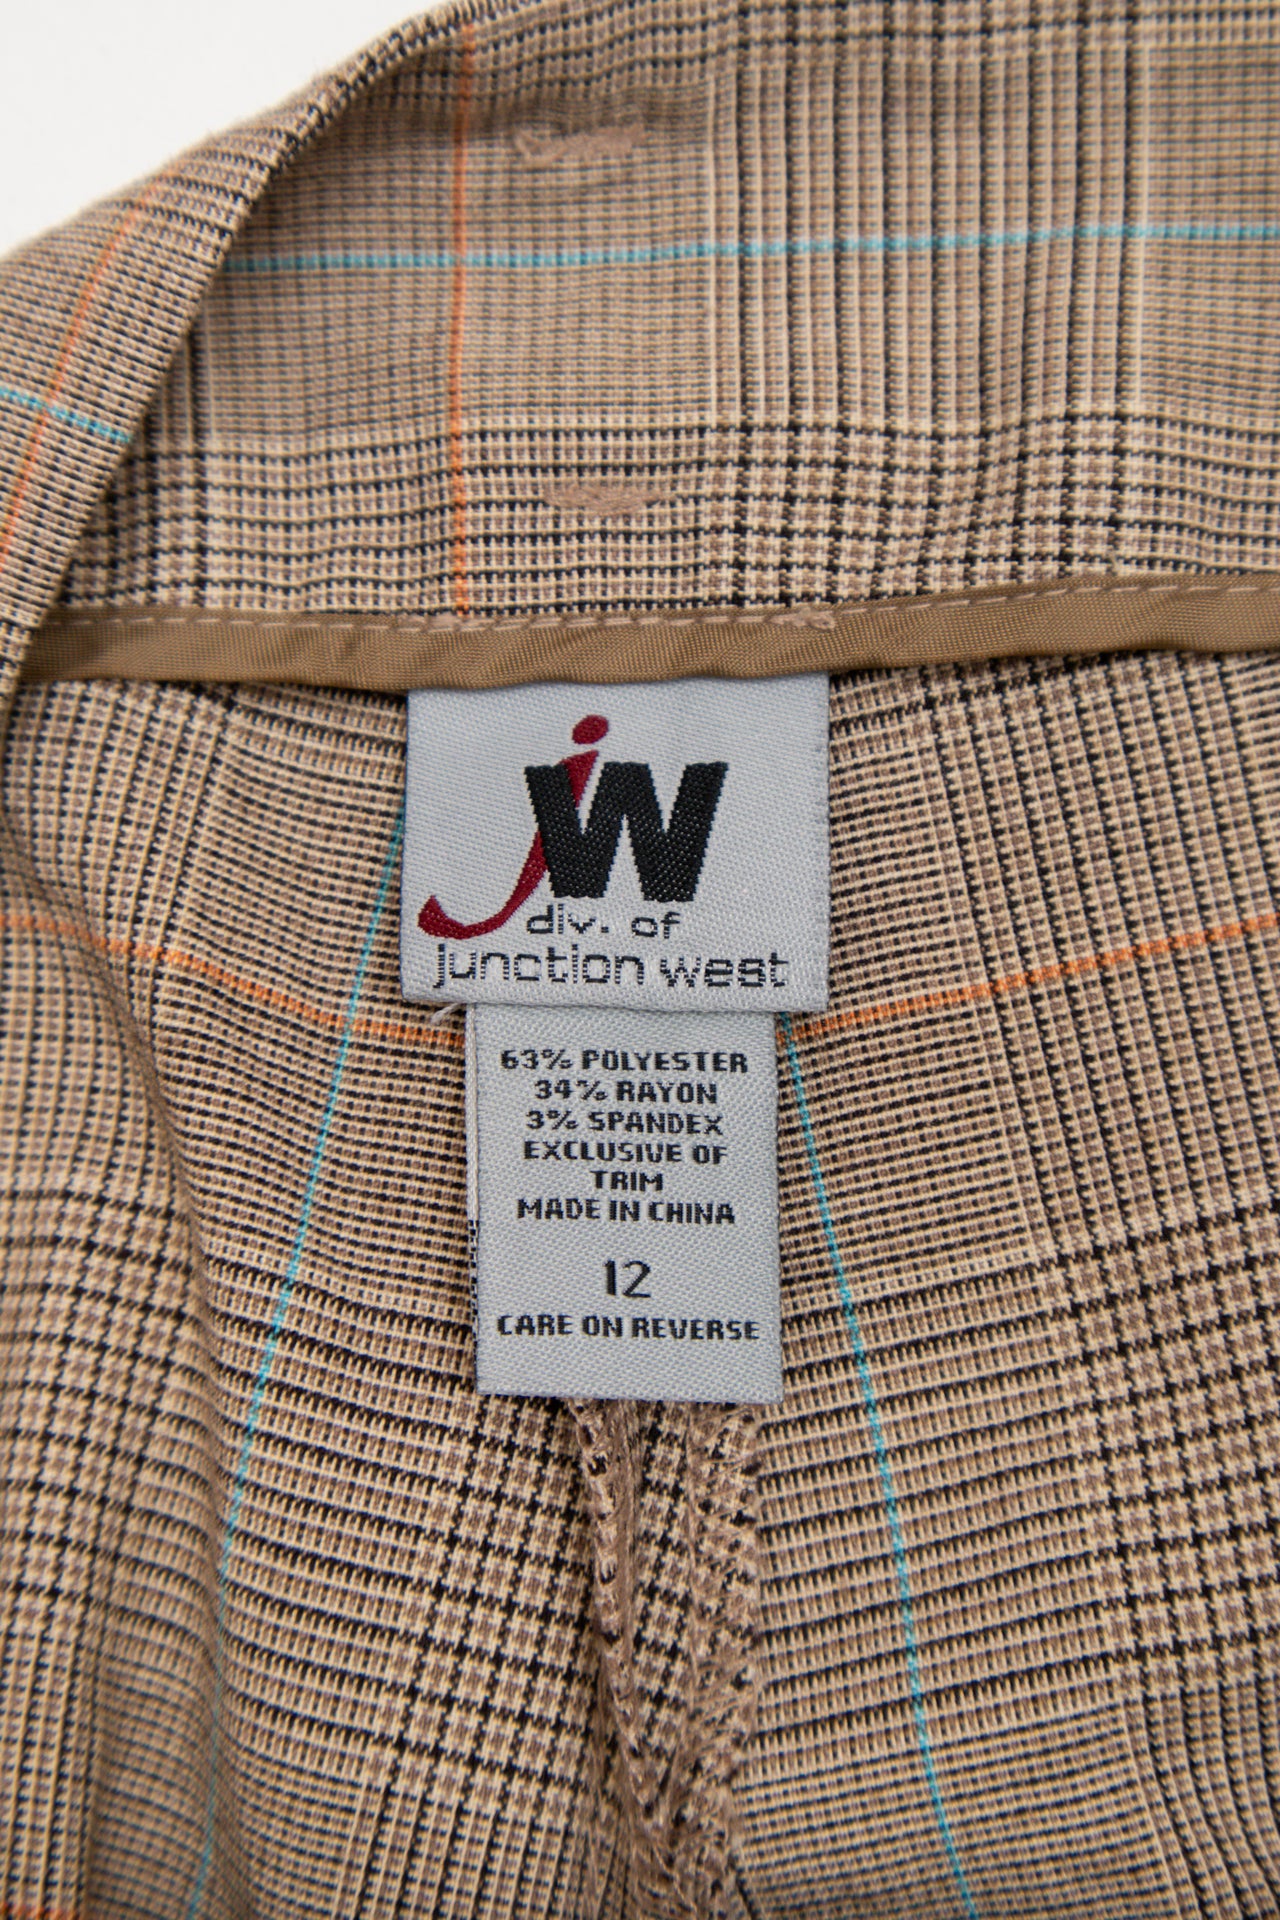 jW
div. of
junction west
63% POLYESTER
34% RAYON
3% SPANDEX
EXCLUSIVE OF
TRIM
MADE IN CHINA
12
CARE ON REVERSE